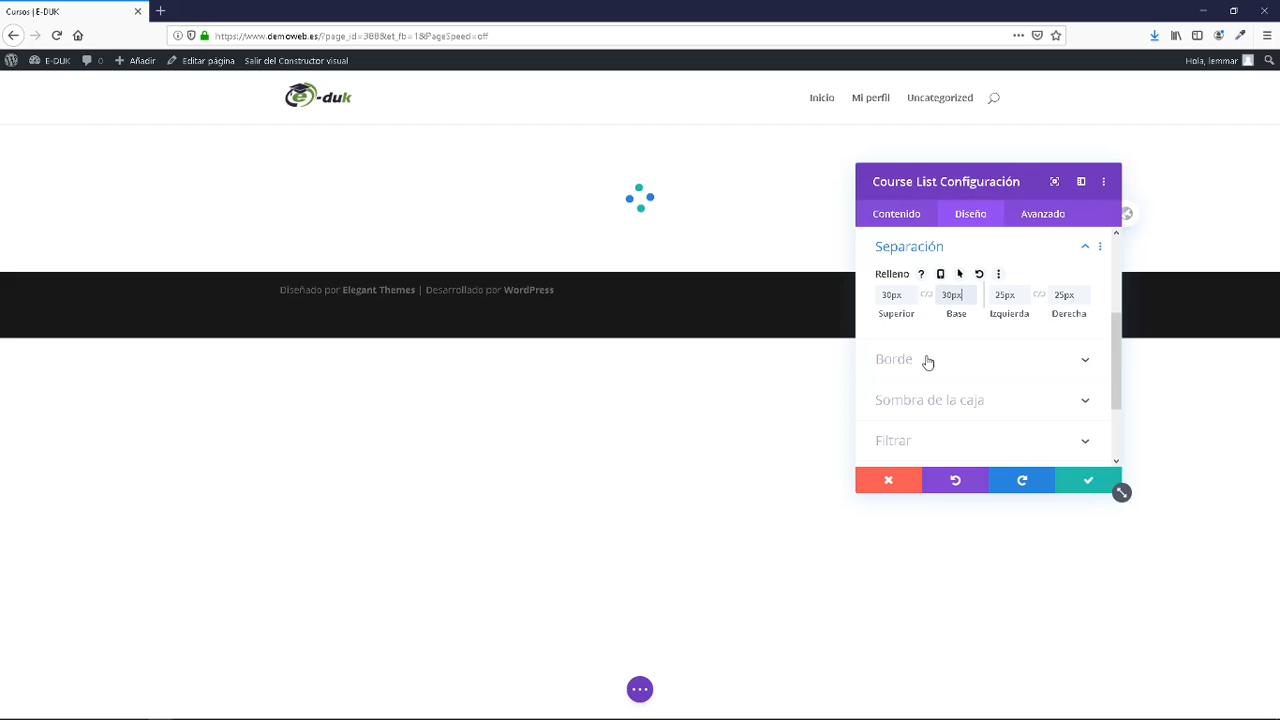 Cursos | E-DUK
https://www.demoweb.es/?page_id=388&et_fb=1&PageSpeed=off
E-DUK 0 Añadir Editar página Salir del Constructor visual Hola, lemmar
e-duk
Inicio Mi perfil Uncategorized
Course List Configuración
Contenido Diseño Avanzado
Separación
Relleno ?
30px 30px 25px 25px
Superior Base Izquierda Derecha
Diseñado por Elegant Themes | Desarrollado por WordPress
Borde
Sombra de la caja
Filtrar